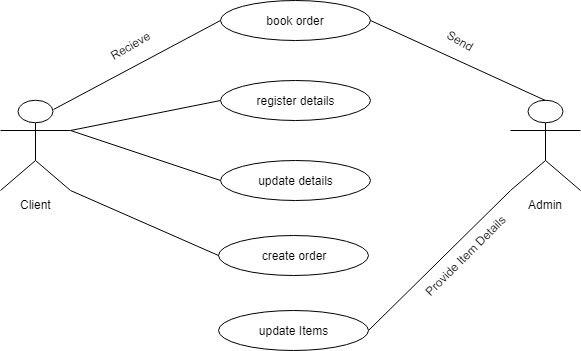 book order
Recieve
Send
register details
update details
Client
Admin
create order
Provide Item Details
update Items